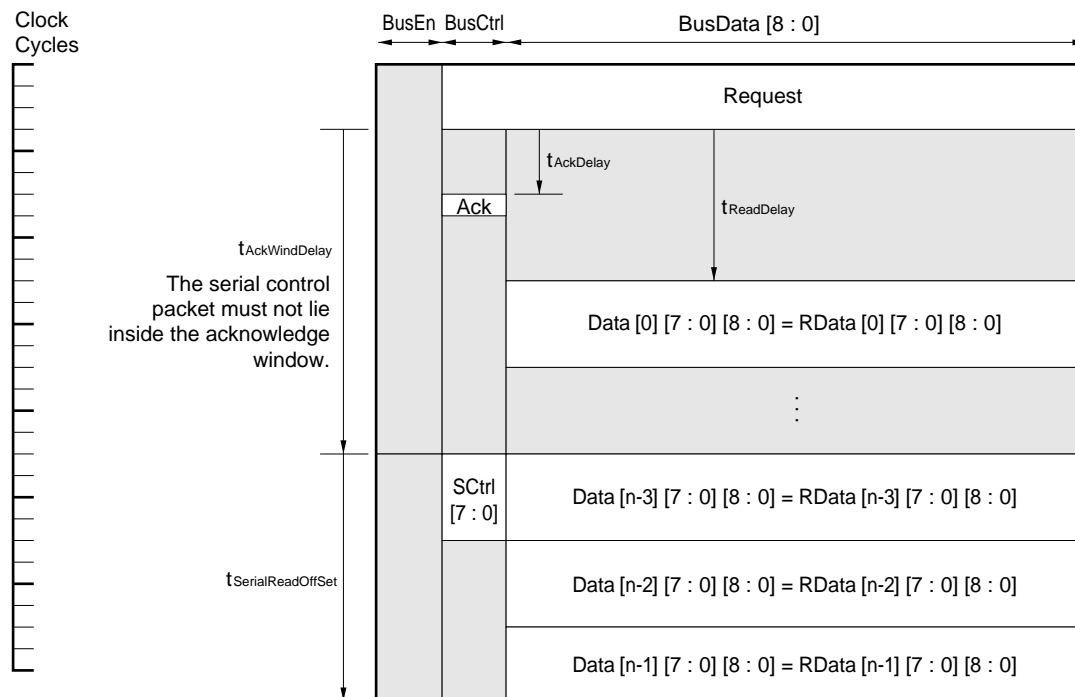 Clock
Cycles
BusEn BusCtrl BusData [8 : 0]
Request
tAckDelay
Ack
tReadDelay
tAckWindDelay
The serial control
packet must not lie
inside the acknowledge
window.
Data [0] [7 : 0] [8 : 0] = RData [0] [7 : 0] [8 : 0]
⋮
SCtrl
[7 : 0]
Data [n-3] [7 : 0] [8 : 0] = RData [n-3] [7 : 0] [8 : 0]
tSerialReadOffSet
Data [n-2] [7 : 0] [8 : 0] = RData [n-2] [7 : 0] [8 : 0]
Data [n-1] [7 : 0] [8 : 0] = RData [n-1] [7 : 0] [8 : 0]